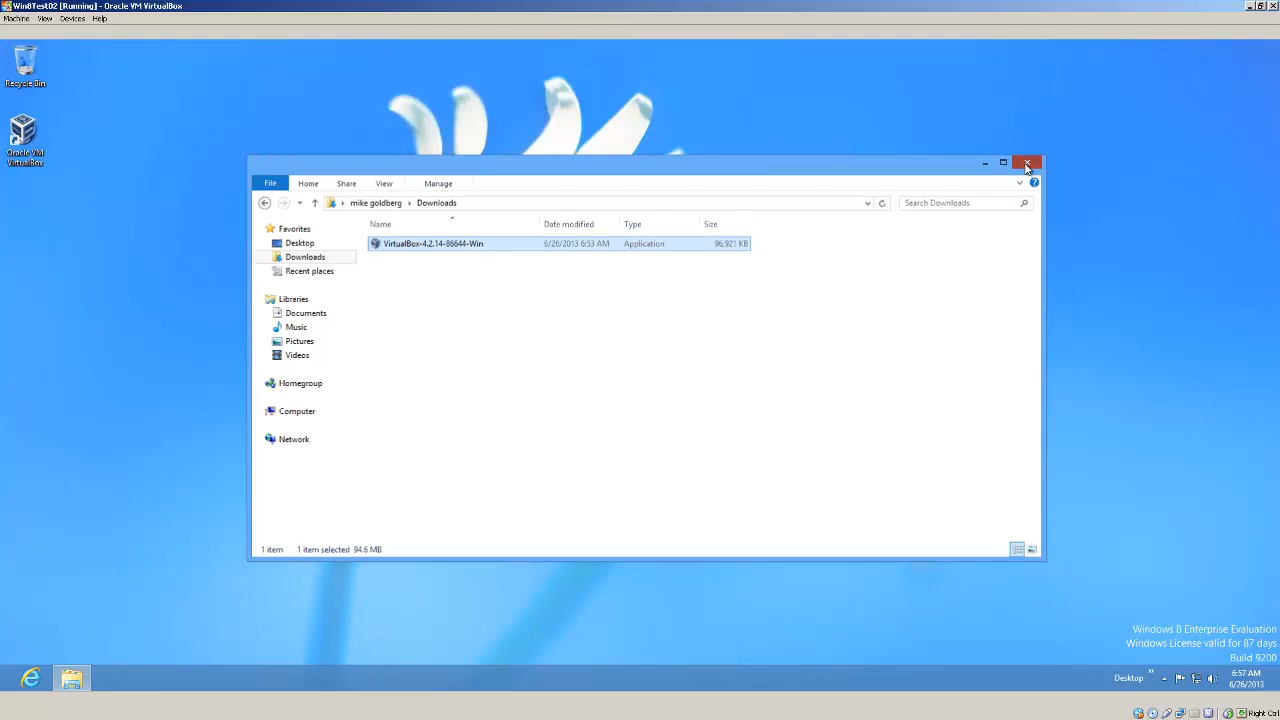 Win8Test02 [Running] - Oracle VM VirtualBox
Machine View Devices Help
Recycle Bin
Oracle VM
VirtualBox
File Home Share View Manage
mike goldberg Downloads
Search Downloads
Name Date modified Type Size
VirtualBox-4.2.14-86644-Win 6/26/2013 6:53 AM Application 96,921 KB
Favorites
Desktop
Downloads
Recent places
Libraries
Documents
Music
Pictures
Videos
Homegroup
Computer
Network
1 item 1 item selected 94.6 MB
Windows 8 Enterprise Evaluation
Windows License valid for 87 days
Build 9200
Desktop
6:57 AM
6/26/2013